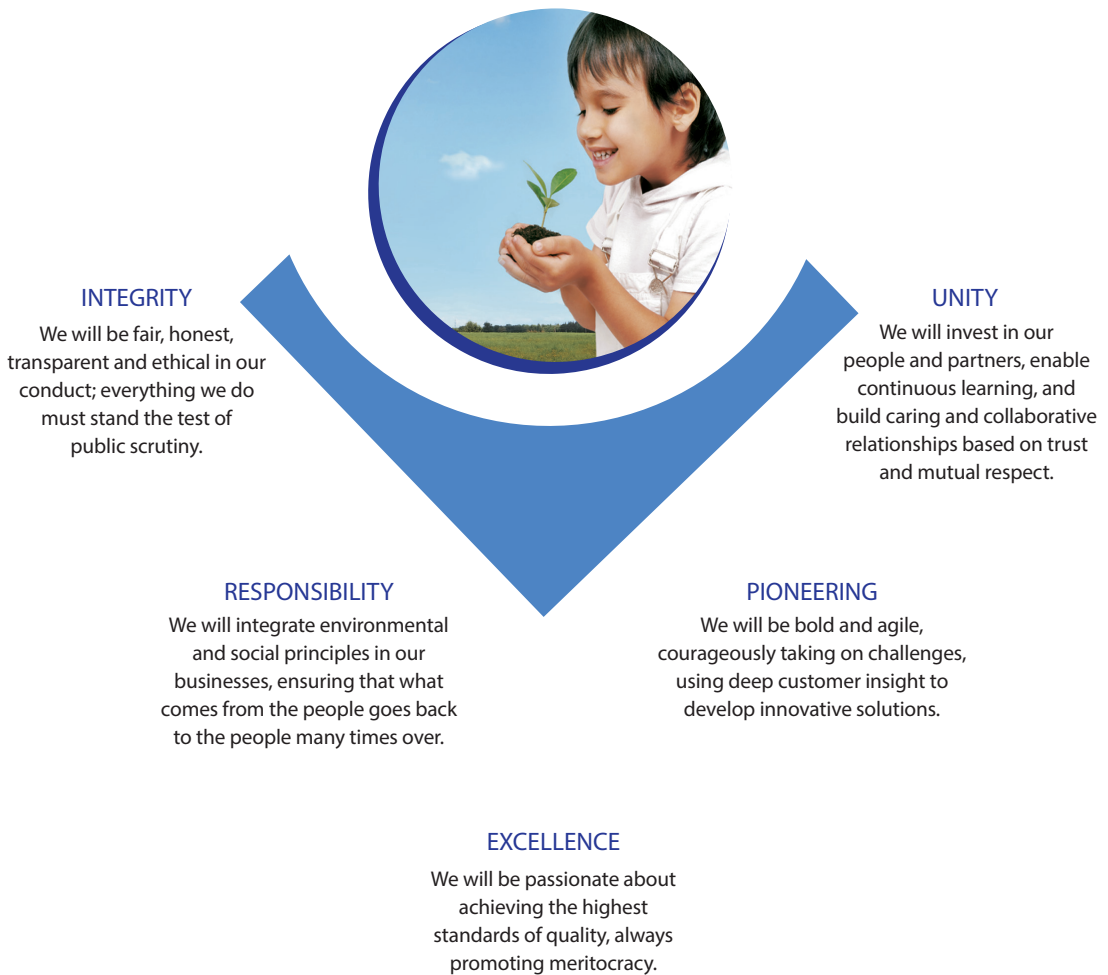 INTEGRITY
We will be fair, honest,
transparent and ethical in our
conduct; everything we do
must stand the test of
public scrutiny.
UNITY
We will invest in our
people and partners, enable
continuous learning, and
build caring and collaborative
relationships based on trust
and mutual respect.
RESPONSIBILITY
We will integrate environmental
and social principles in our
businesses, ensuring that what
comes from the people goes back
to the people many times over.
PIONEERING
We will be bold and agile,
courageously taking on challenges,
using deep customer insight to
develop innovative solutions.
EXCELLENCE
We will be passionate about
achieving the highest
standards of quality, always
promoting meritocracy.